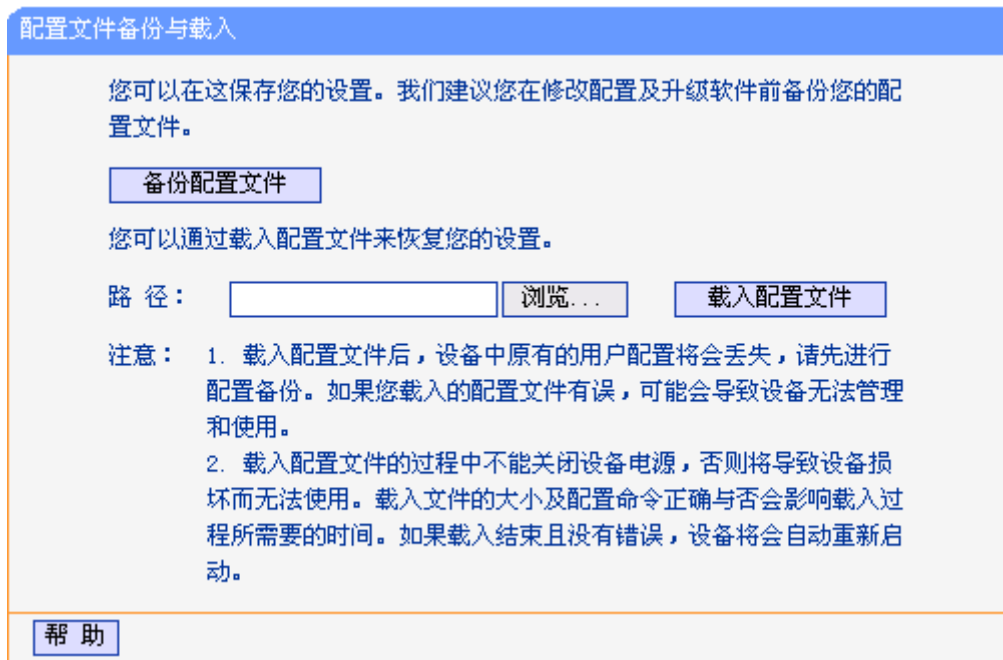 配置文件备份与载入
您可以在这保存您的设置。我们建议您在修改配置及升级软件前备份您的配
置文件。
备份配置文件
您可以通过载入配置文件来恢复您的设置。
路 径： 浏览... 载入配置文件
注意： 1. 载入配置文件后，设备中原有的用户配置将会丢失，请先进行
配置备份。如果您载入的配置文件有误，可能会导致设备无法管理
和使用。
2. 载入配置文件的过程中不能关闭设备电源，否则将导致设备损
坏而无法使用。载入文件的大小及配置命令正确与否会影响载入过
程所需要的时间。如果载入结束且没有错误，设备将会自动重新启
动。
帮 助